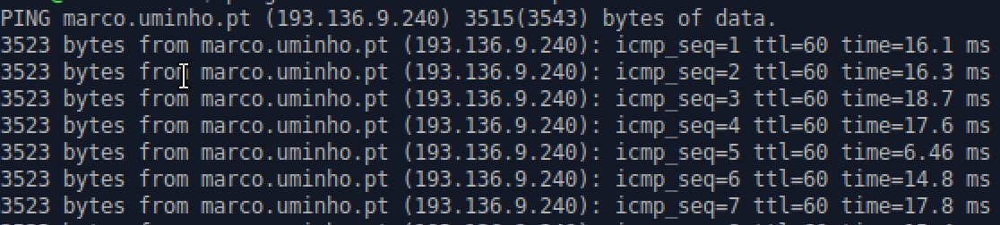 PING marco.uminho.pt (193.136.9.240) 3515(3543) bytes of data.
3523 bytes from marco.uminho.pt (193.136.9.240): icmp_seq=1 ttl=60 time=16.1 ms
3523 bytes from marco.uminho.pt (193.136.9.240): icmp_seq=2 ttl=60 time=16.3 ms
3523 bytes from marco.uminho.pt (193.136.9.240): icmp_seq=3 ttl=60 time=18.7 ms
3523 bytes from marco.uminho.pt (193.136.9.240): icmp_seq=4 ttl=60 time=17.6 ms
3523 bytes from marco.uminho.pt (193.136.9.240): icmp_seq=5 ttl=60 time=6.46 ms
3523 bytes from marco.uminho.pt (193.136.9.240): icmp_seq=6 ttl=60 time=14.8 ms
3523 bytes from marco.uminho.pt (193.136.9.240): icmp_seq=7 ttl=60 time=17.8 ms